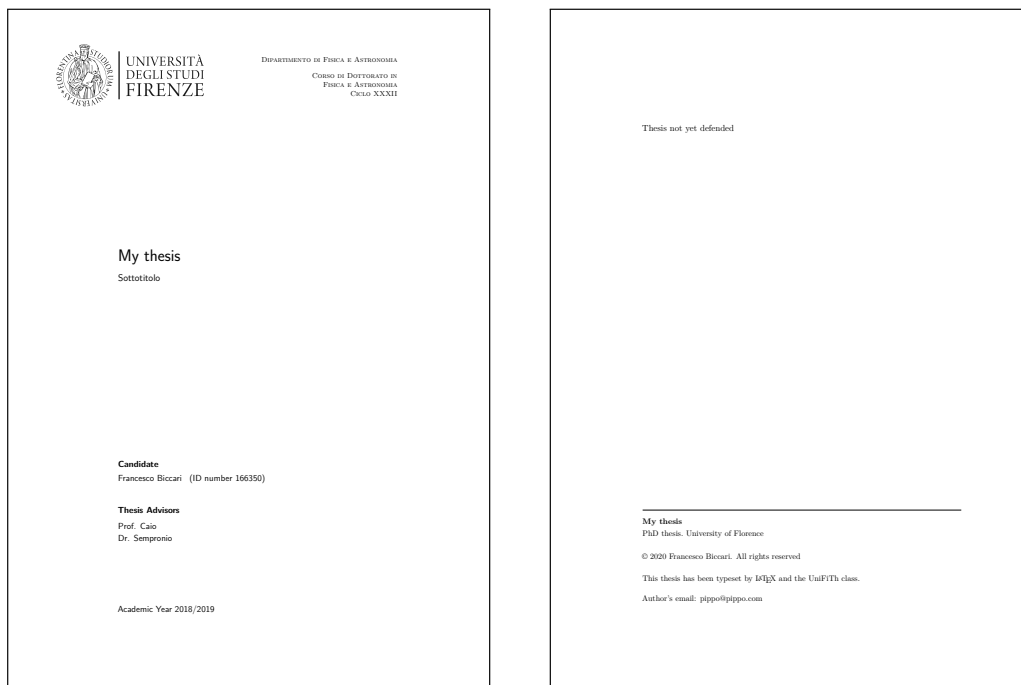 FLORENTINA STUDIORUM UNIVERSITAS
UNIVERSITÀ
DEGLI STUDI
FIRENZE
Dipartimento di Fisica e Astronomia
Corso di Dottorato in
Fisica e Astronomia
Ciclo XXXII
My thesis
Sottotitolo
Candidate
Francesco Biccari (ID number 166350)
Thesis Advisors
Prof. Caio
Dr. Sempronio
Academic Year 2018/2019
Thesis not yet defended
My thesis
PhD thesis. University of Florence
© 2020 Francesco Biccari. All rights reserved
This thesis has been typeset by LATEX and the UniFiTh class.
Author's email: pippo@pippo.com